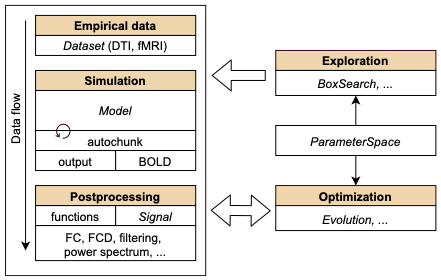 Data flow
Empirical data
Dataset (DTI, fMRI)
Simulation
Model
autochunk
output
BOLD
Postprocessing
functions
Signal
FC, FCD, filtering,
power spectrum, ...
Exploration
BoxSearch, ...
ParameterSpace
Optimization
Evolution, ...